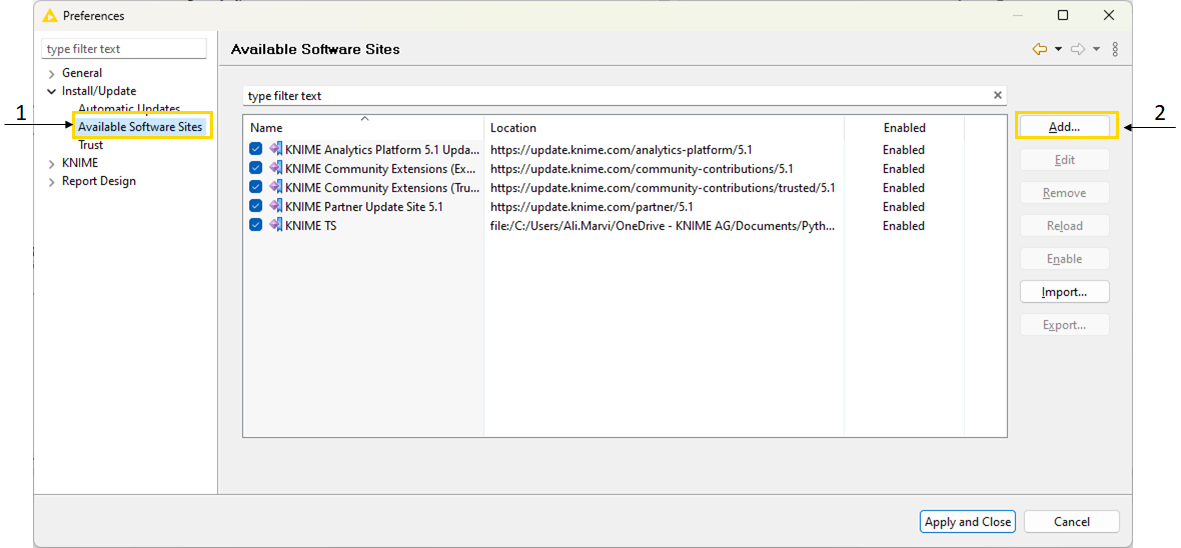 Preferences
type filter text
Available Software Sites
General
Install/Update
Automatic Updates
Available Software Sites
Trust
KNIME
Report Design
1
type filter text
Name Location Enabled
KNIME Analytics Platform 5.1 Upda... https://update.knime.com/analytics-platform/5.1 Enabled
KNIME Community Extensions (Ex... https://update.knime.com/community-contributions/5.1 Enabled
KNIME Community Extensions (Tru... https://update.knime.com/community-contributions/trusted/5.1 Enabled
KNIME Partner Update Site 5.1 https://update.knime.com/partner/5.1 Enabled
KNIME TS file:/C:/Users/Ali.Marvi/OneDrive - KNIME AG/Documents/Pyth... Enabled
Add...
2
Edit
Remove
Reload
Enable
Import...
Export...
Apply and Close Cancel